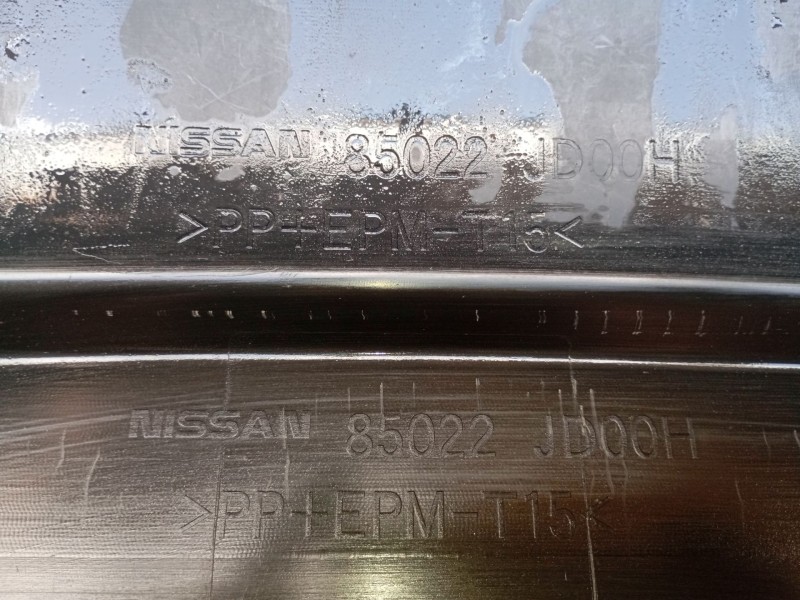 NISSAN 85022-JD00H
>PP+EPM-T15<
NISSAN 85022 JD00H
>PP+EPM-T15<